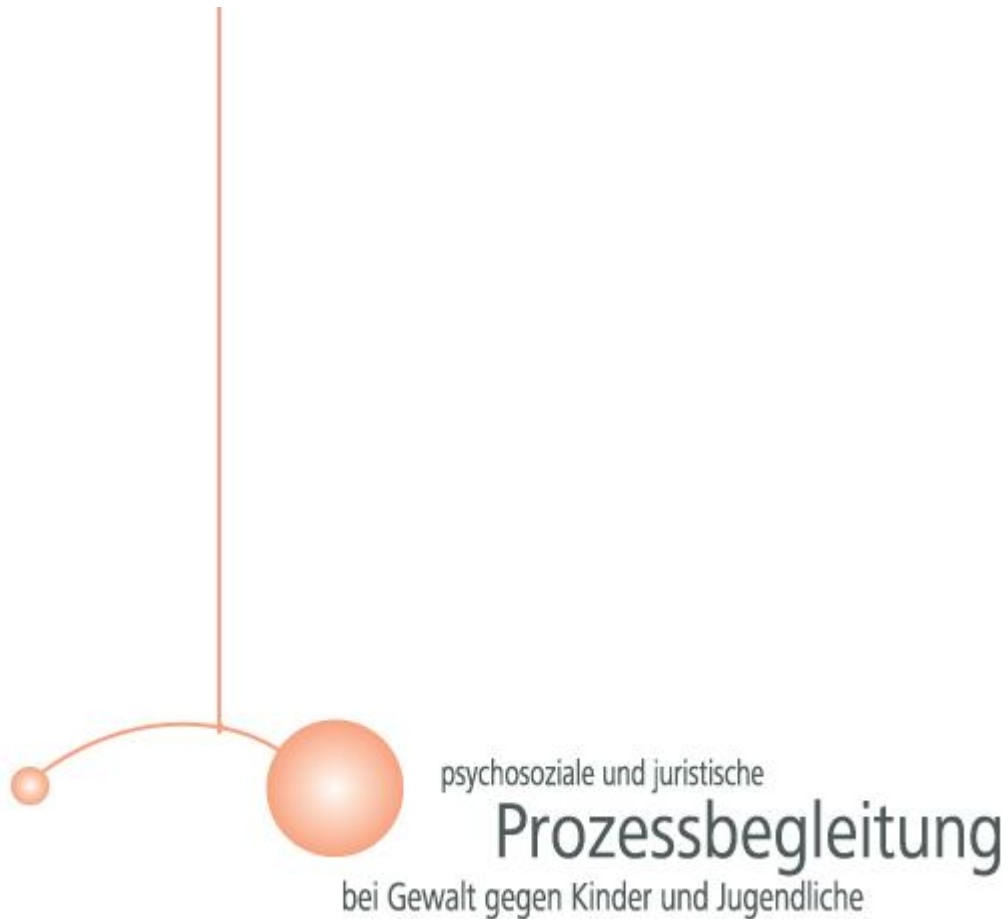 psychosoziale und juristische
Prozessbegleitung
bei Gewalt gegen Kinder und Jugendliche